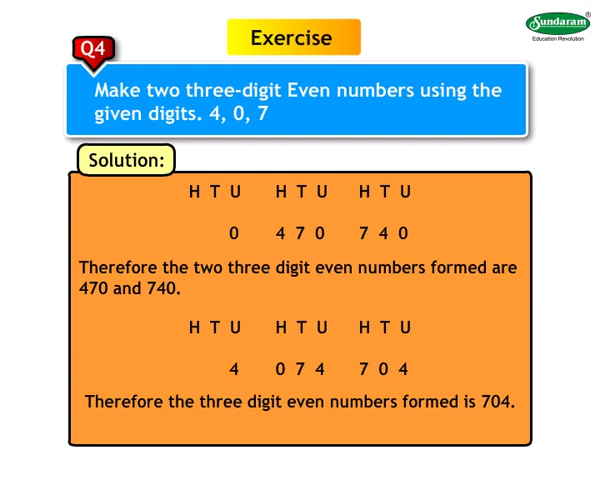 Sundaram®
Education Revolution
Exercise
Q4
Make two three-digit Even numbers using the
given digits. 4, 0, 7
Solution:
H T U H T U H T U
0 4 7 0 7 4 0
Therefore the two three digit even numbers formed are
470 and 740.
H T U H T U H T U
4 0 7 4 7 0 4
Therefore the three digit even numbers formed is 704.